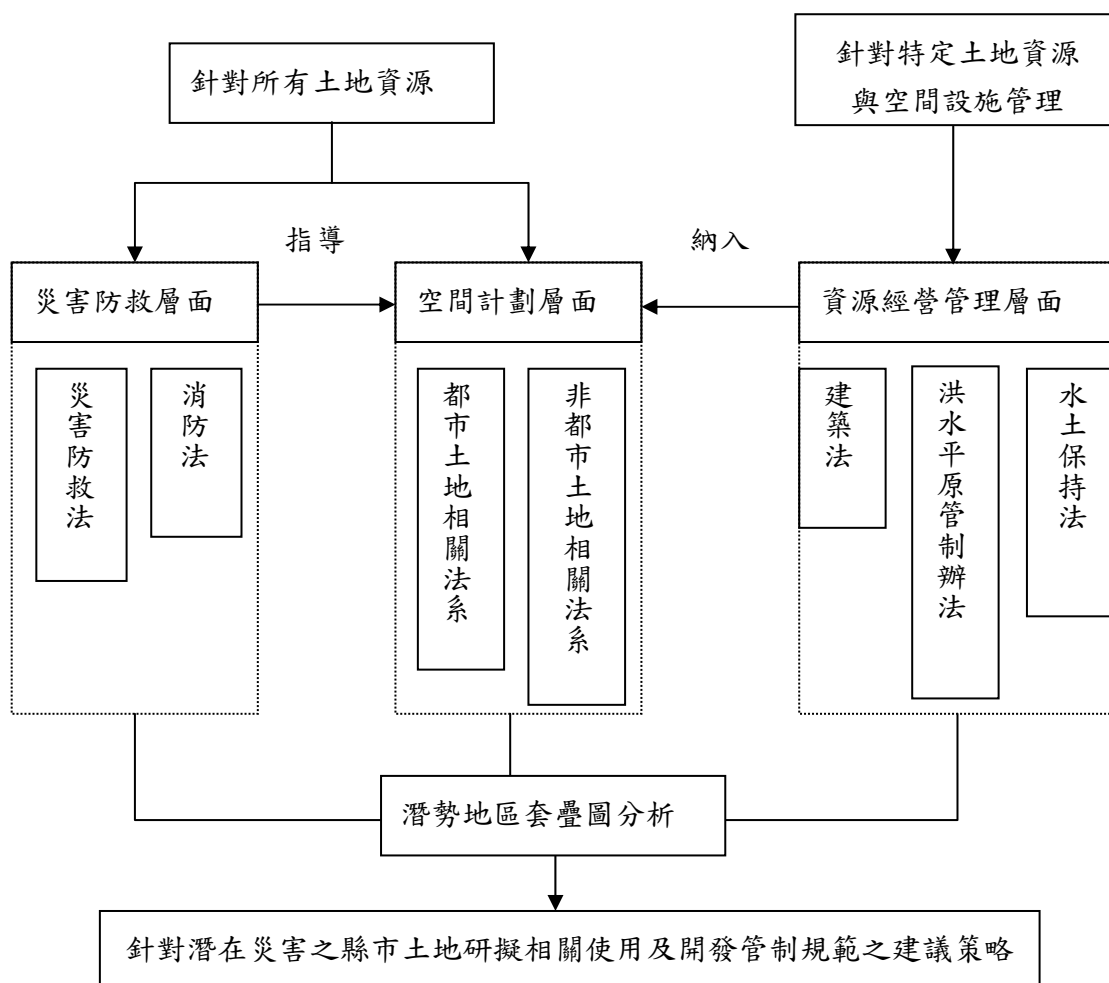 針對所有土地資源
針對特定土地資源
與空間設施管理
指導
納入
災害防救層面
空間計劃層面
資源經營管理層面
災害防救法
消防法
都市土地相關法系
非都市土地相關法系
建築法
洪水平原管制辦法
水土保持法
潛勢地區套疊圖分析
針對潛在災害之縣市土地研擬相關使用及開發管制規範之建議策略